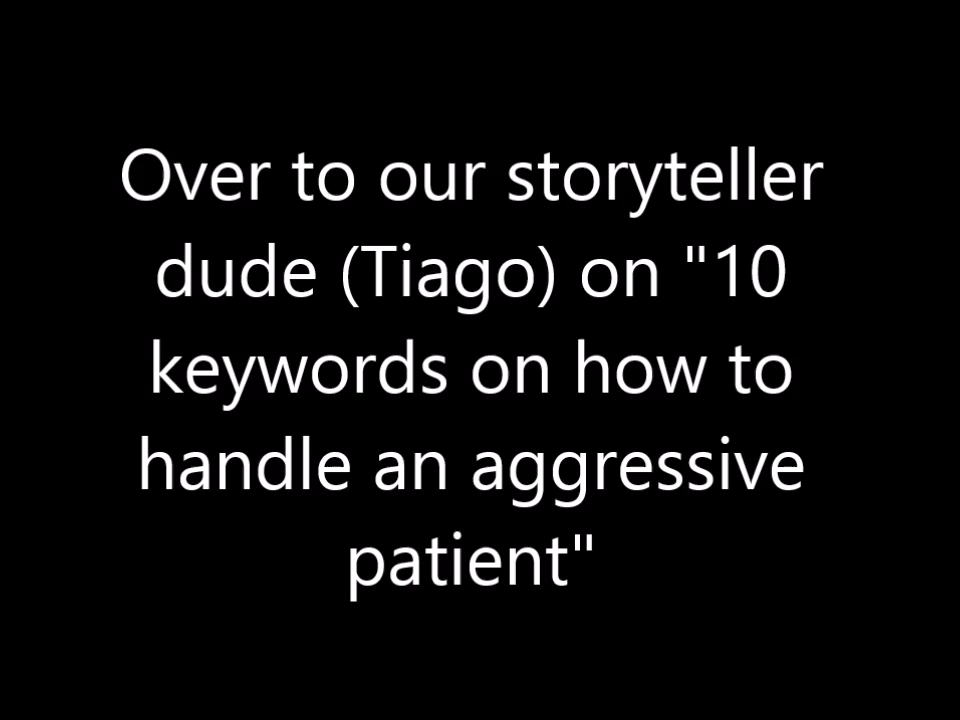 Over to our storyteller
dude (Tiago) on "10
keywords on how to
handle an aggressive
patient"